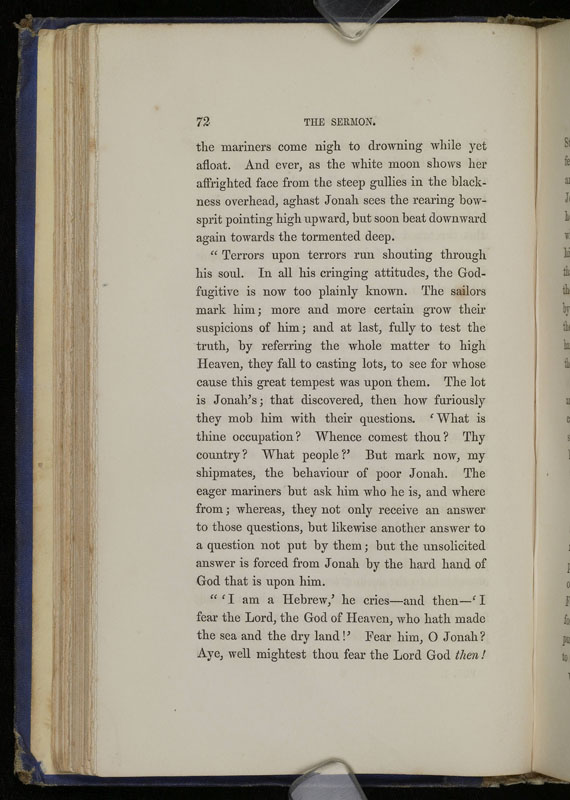 72 THE SERMON.
the mariners come nigh to drowning while yet
afloat. And ever, as the white moon shows her
affrighted face from the steep gullies in the black-
ness overhead, aghast Jonah sees the rearing bow-
sprit pointing high upward, but soon beat downward
again towards the tormented deep.
“ Terrors upon terrors run shouting through
his soul. In all his cringing attitudes, the God-
fugitive is now too plainly known. The sailors
mark him; more and more certain grow their
suspicions of him; and at last, fully to test the
truth, by referring the whole matter to high
Heaven, they fall to casting lots, to see for whose
cause this great tempest was upon them. The lot
is Jonah’s; that discovered, then how furiously
they mob him with their questions. ‘What is
thine occupation? Whence comest thou? Thy
country? What people?’ But mark now, my
shipmates, the behaviour of poor Jonah. The
eager mariners but ask him who he is, and where
from; whereas, they not only receive an answer
to those questions, but likewise another answer to
a question not put by them; but the unsolicited
answer is forced from Jonah by the hard hand of
God that is upon him.
“ ‘I am a Hebrew,’ he cries—and then—‘I
fear the Lord, the God of Heaven, who hath made
the sea and the dry land!’ Fear him, O Jonah?
Aye, well mightest thou fear the Lord God then!